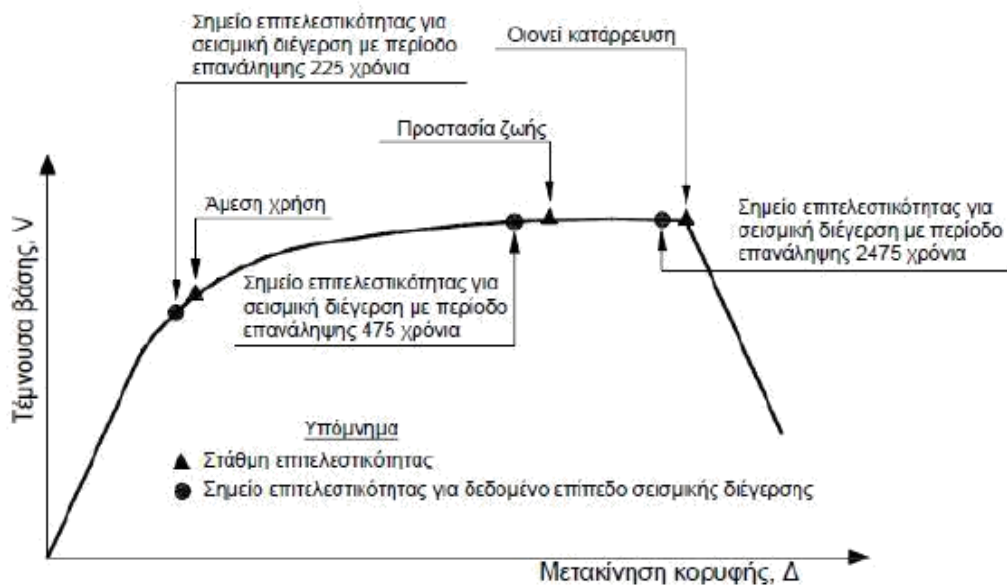 Σημείο επιτελεστικότητας για
σεισμική διέγερση με περίοδο
επανάληψης 225 χρόνια
Οιονεί κατάρρευση
Προστασία ζωής
Άμεση χρήση
Σημείο επιτελεστικότητας για
σεισμική διέγερση με περίοδο
επανάληψης 2475 χρόνια
Σημείο επιτελεστικότητας για
σεισμική διέγερση με περίοδο
επανάληψης 475 χρόνια
Τέμνουσα βάσης, V
Υπόμνημα
Στάθμη επιτελεστικότητας
Σημείο επιτελεστικότητας για δεδομένο επίπεδο σεισμικής διέγερσης
Μετακίνηση κορυφής, Δ